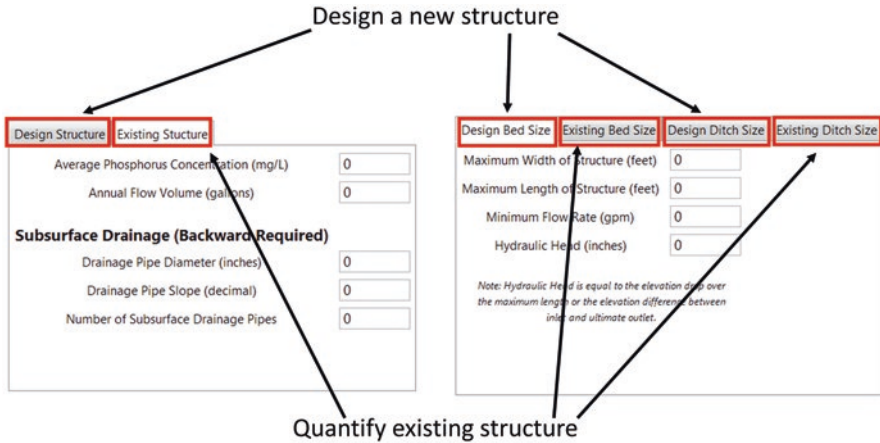 Design a new structure
Design Structure
Existing Stucture
Average Phosphorus Concentration (mg/L) 0
Annual Flow Volume (gallons) 0
Subsurface Drainage (Backward Required)
Drainage Pipe Diameter (inches) 0
Drainage Pipe Slope (decimal) 0
Number of Subsurface Drainage Pipes 0
Design Bed Size
Existing Bed Size
Design Ditch Size
Existing Ditch Size
Maximum Width of Structure (feet) 0
Maximum Length of Structure (feet) 0
Minimum Flow Rate (gpm) 0
Hydraulic Head (inches) 0
Note: Hydraulic Head is equal to the elevation drop over
the maximum length or the elevation difference between
inlet and ultimate outlet.
Quantify existing structure